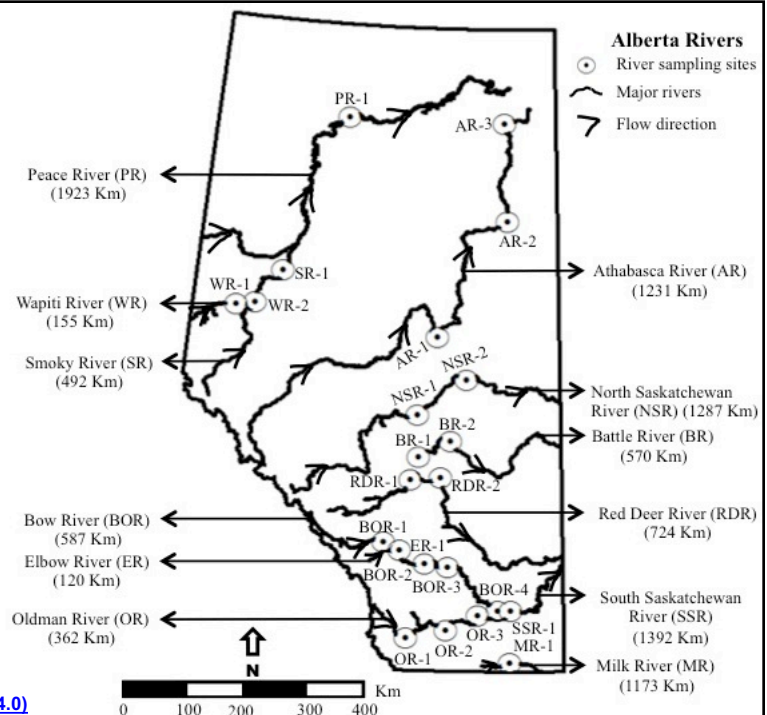 Alberta Rivers
River sampling sites
Major rivers
Flow direction
PR-1
AR-3
Peace River (PR)
(1923 Km)
AR-2
SR-1
WR-1
WR-2
Athabasca River (AR)
(1231 Km)
Wapiti River (WR)
(155 Km)
AR-1
Smoky River (SR)
(492 Km)
NSR-2
NSR-1
North Saskatchewan
River (NSR) (1287 Km)
BR-2
BR-1
Battle River (BR)
(570 Km)
RDR-1
RDR-2
Red Deer River (RDR)
(724 Km)
Bow River (BOR)
(587 Km)
BOR-1
ER-1
Elbow River (ER)
(120 Km)
BOR-2
BOR-3
BOR-4
South Saskatchewan
River (SSR)
(1392 Km)
Oldman River (OR)
(362 Km)
OR-3
SSR-1
OR-2
OR-1
MR-1
Milk River (MR)
(1173 Km)
N
Km
0 100 200 300 400
4.0)